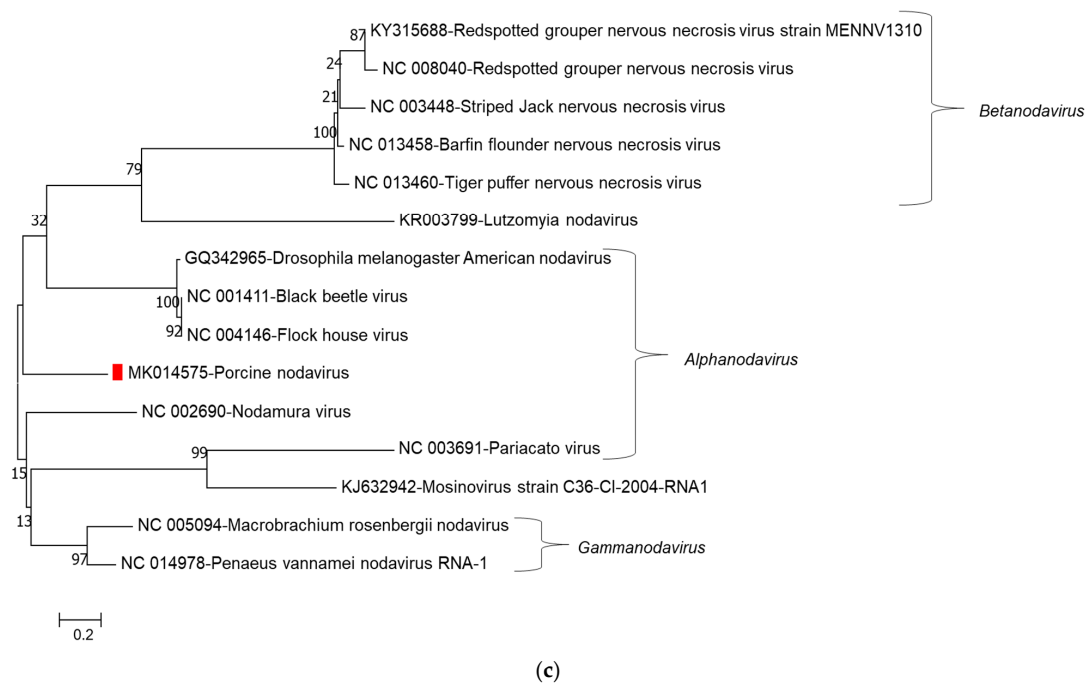 KY315688-Redspotted grouper nervous necrosis virus strain MENNV1310
87
24
NC 008040-Redspotted grouper nervous necrosis virus
21
NC 003448-Striped Jack nervous necrosis virus
Betanodavirus
100
NC 013458-Barfin flounder nervous necrosis virus
79
NC 013460-Tiger puffer nervous necrosis virus
32
KR003799-Lutzomyia nodavirus
GQ342965-Drosophila melanogaster American nodavirus
100
NC 001411-Black beetle virus
92
NC 004146-Flock house virus
Alphanodavirus
MK014575-Porcine nodavirus
NC 002690-Nodamura virus
99
NC 003691-Pariacato virus
15
KJ632942-Mosinovirus strain C36-CI-2004-RNA1
13
NC 005094-Macrobrachium rosenbergii nodavirus
Gammanodavirus
97
NC 014978-Penaeus vannamei nodavirus RNA-1
0.2
(c)